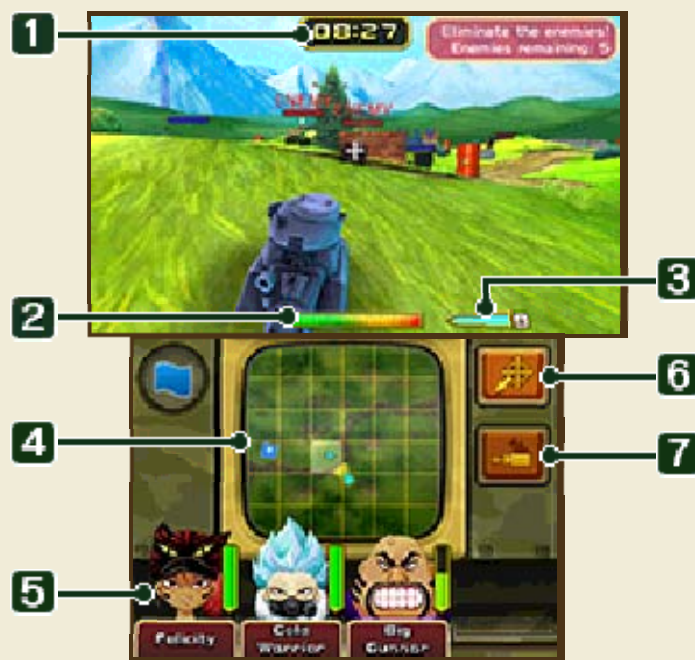 1
00:27
Eliminate the enemies!
Enemies remaining: 5
ENEMY ENEMY
3
2
6
4
7
5
Felicity
Cold Warrior
Big Gunner